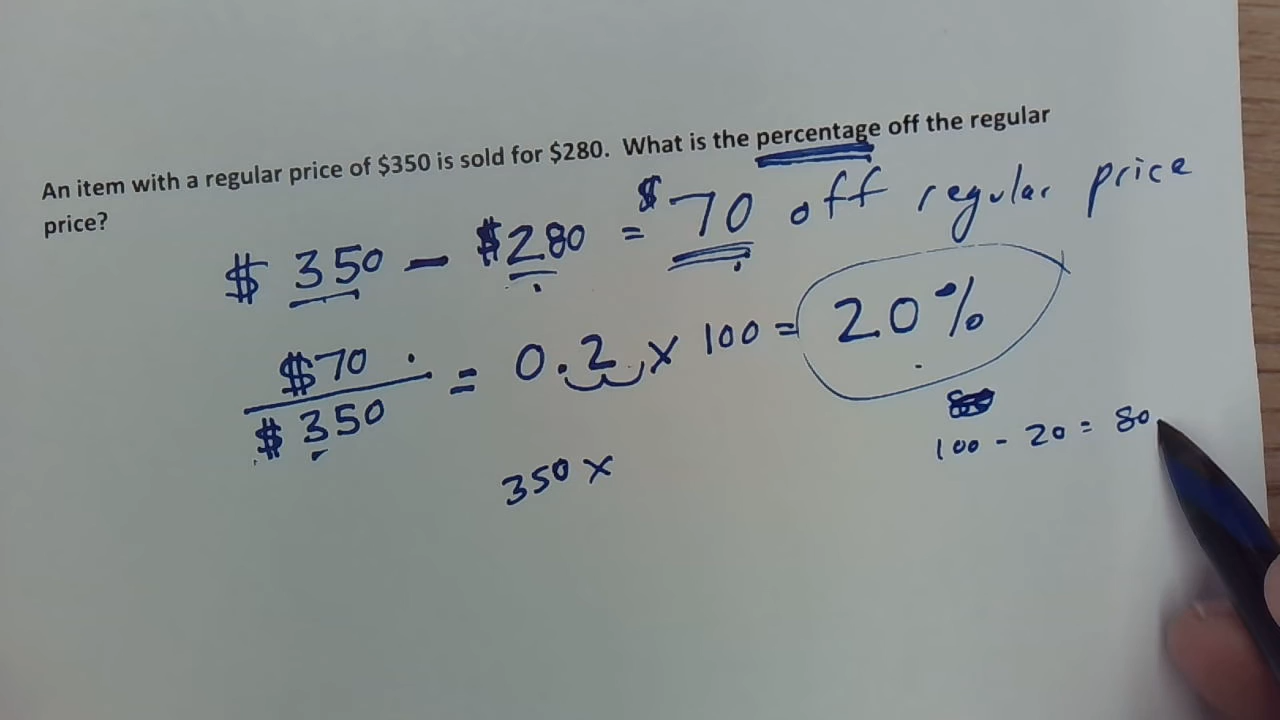 An item with a regular price of $350 is sold for $280. What is the percentage off the regular
price?
$ 350 - $280 = $70 off regular price
$70 / $350 = 0.2 x 100 = 20%
100 - 20 = 80
350 x